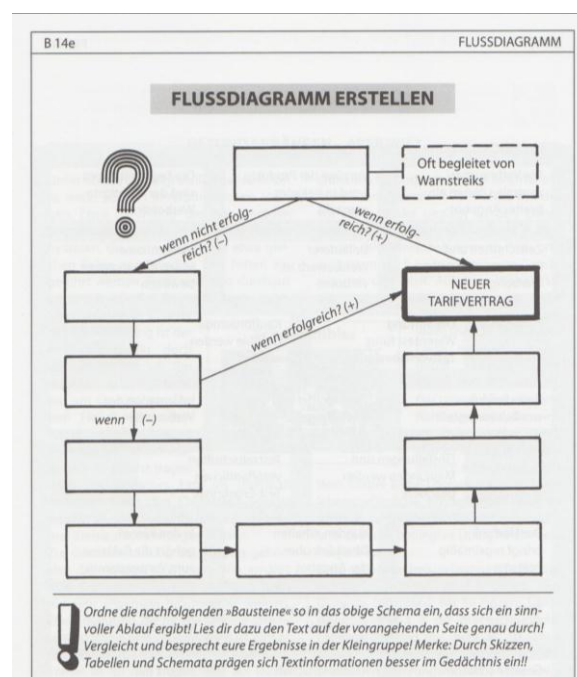 B 14e
FLUSSDIAGRAMM
FLUSSDIAGRAMM ERSTELLEN
Oft begleitet von
Warnstreiks
wenn nicht erfolg-
reich? (–)
wenn erfolg-
reich? (+)
NEUER
TARIFVERTRAG
wenn erfolgreich? (+)
wenn (–)
Ordne die nachfolgenden »Bausteine« so in das obige Schema ein, dass sich ein sinn-
voller Ablauf ergibt! Lies dir dazu den Text auf der vorangehenden Seite genau durch!
Vergleicht und besprecht eure Ergebnisse in der Kleingruppe! Merke: Durch Skizzen,
Tabellen und Schemata prägen sich Textinformationen besser im Gedächtnis ein!!